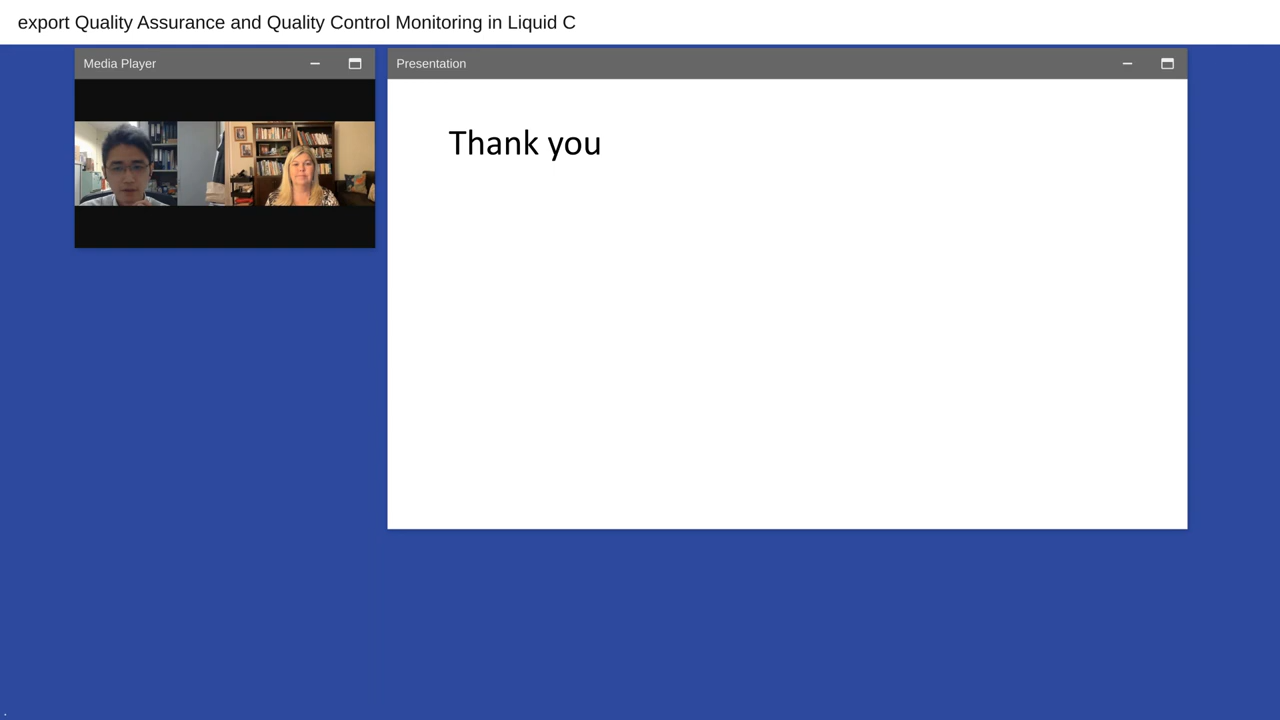 export Quality Assurance and Quality Control Monitoring in Liquid C
Media Player
Presentation
Thank you